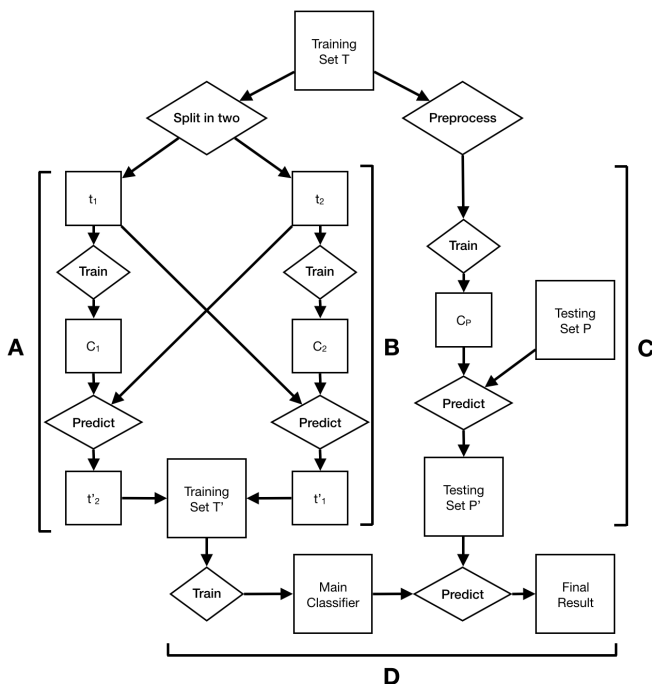 Training
Set T
Split in two
Preprocess
t₁
t₂
Train
Train
Train
A
C₁
C₂
B
C_P
Testing
Set P
C
Predict
Predict
Predict
t'₂
Training
Set T'
t'₁
Testing
Set P'
Train
Main
Classifier
Predict
Final
Result
D